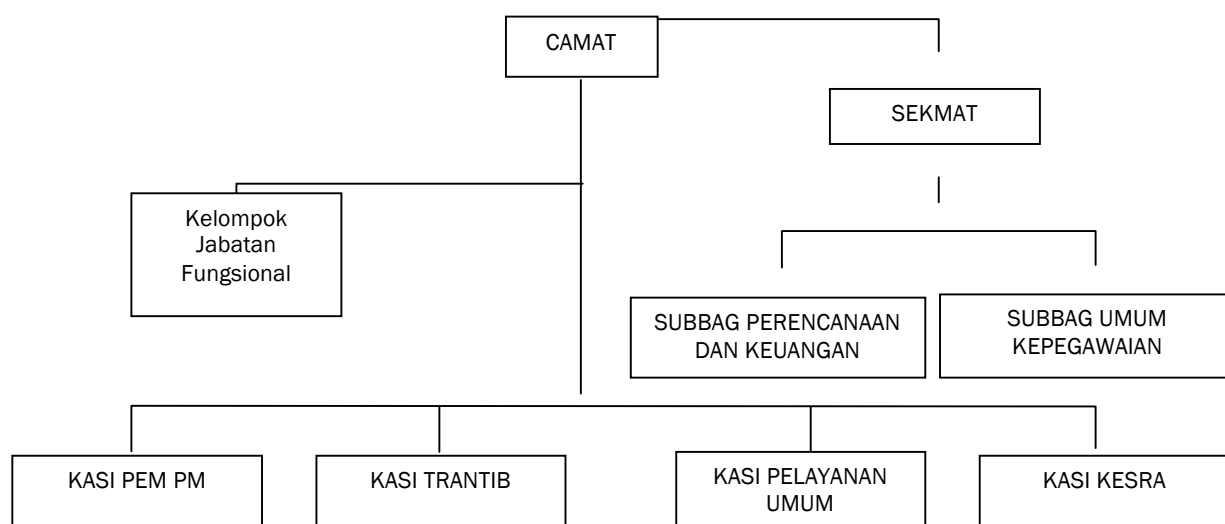 CAMAT
SEKMAT
Kelompok
Jabatan
Fungsional
SUBBAG PERENCANAAN
DAN KEUANGAN
SUBBAG UMUM
KEPEGAWAIAN
KASI PEM PM
KASI TRANTIB
KASI PELAYANAN
UMUM
KASI KESRA